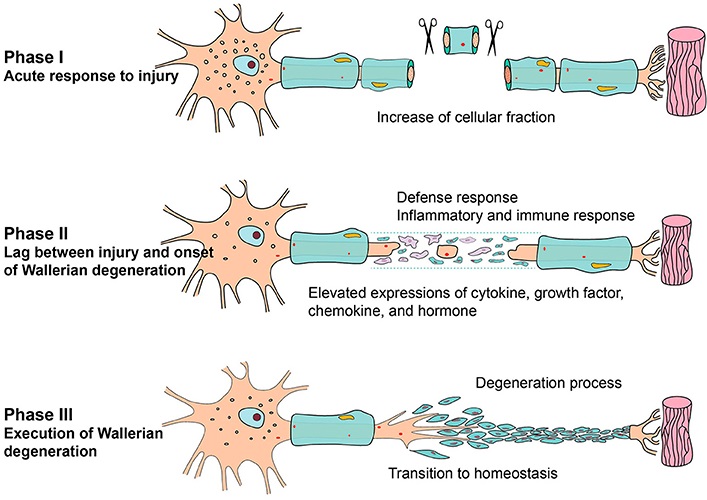 Phase I
Acute response to injury
Increase of cellular fraction
Defense response
Inflammatory and immune response
Phase II
Lag between injury and onset
of Wallerian degeneration
Elevated expressions of cytokine, growth factor,
chemokine, and hormone
Degeneration process
Phase III
Execution of Wallerian
degeneration
Transition to homeostasis